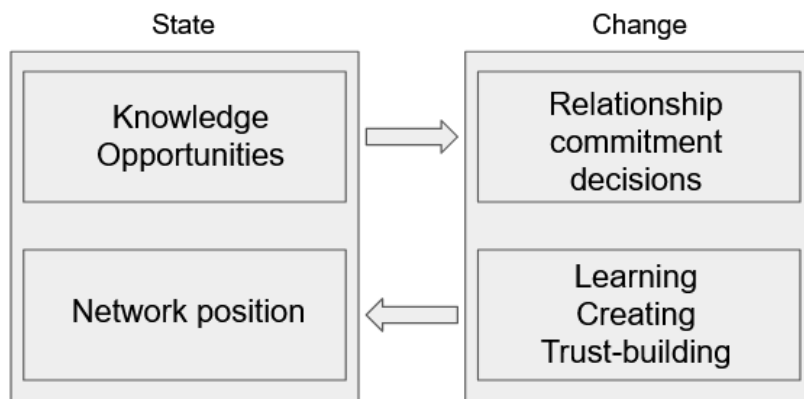 State
Change
Knowledge
Opportunities
Relationship
commitment
decisions
Network position
Learning
Creating
Trust-building